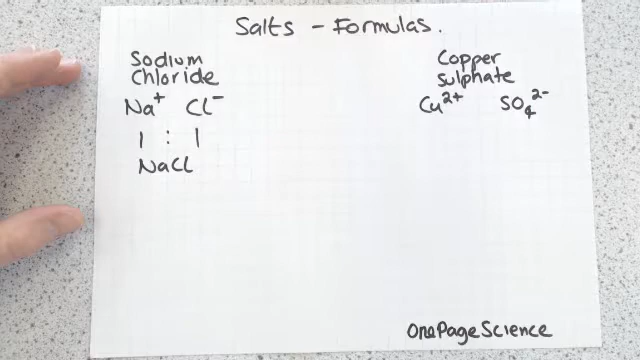 Salts - Formulas.
Sodium
Chloride
Na⁺ Cl⁻
1 : 1
NaCl
Copper
Sulphate
Cu²⁺ SO₄²⁻
OnePageScience